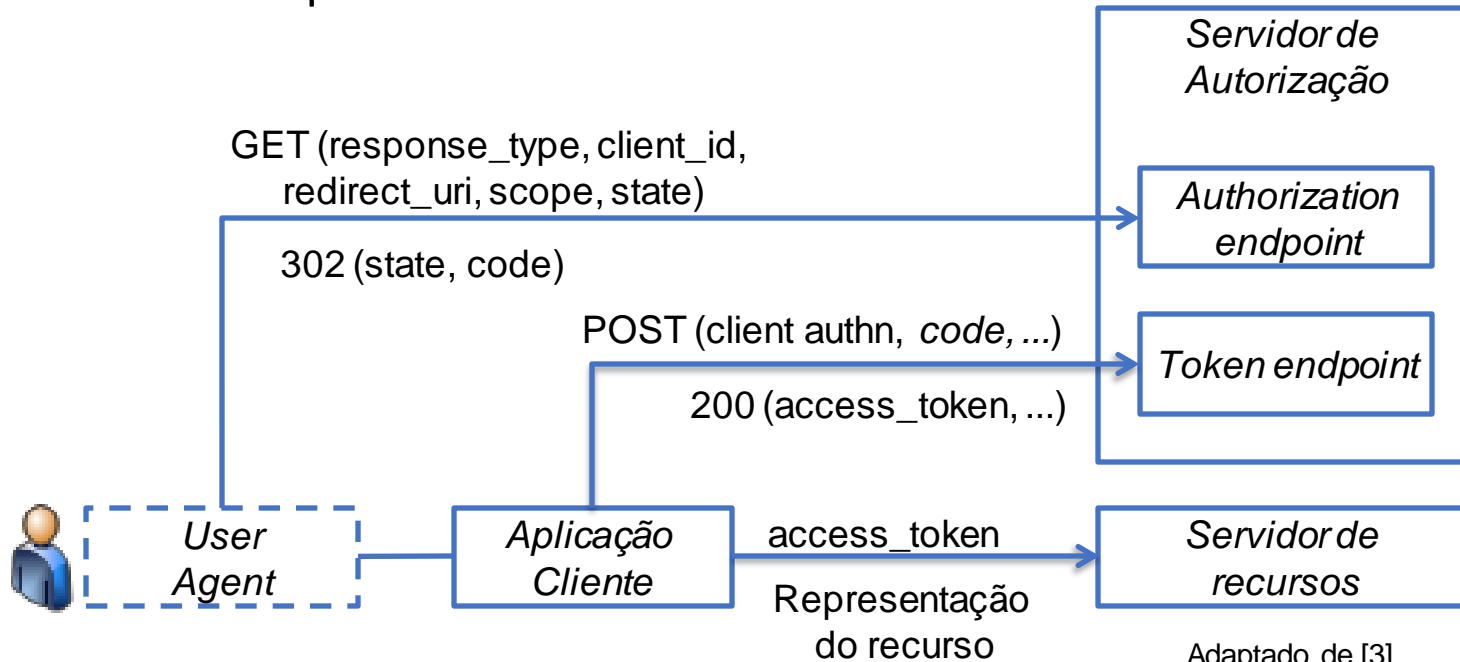 Servidor de
Autorização
GET (response_type, client_id,
redirect_uri, scope, state)
Authorization
endpoint
302 (state, code)
POST (client authn, code, ...)
Token endpoint
200 (access_token, ...)
User
Agent
Aplicação
Cliente
access_token
Representação
do recurso
Servidor de
recursos
Adaptado de [3]